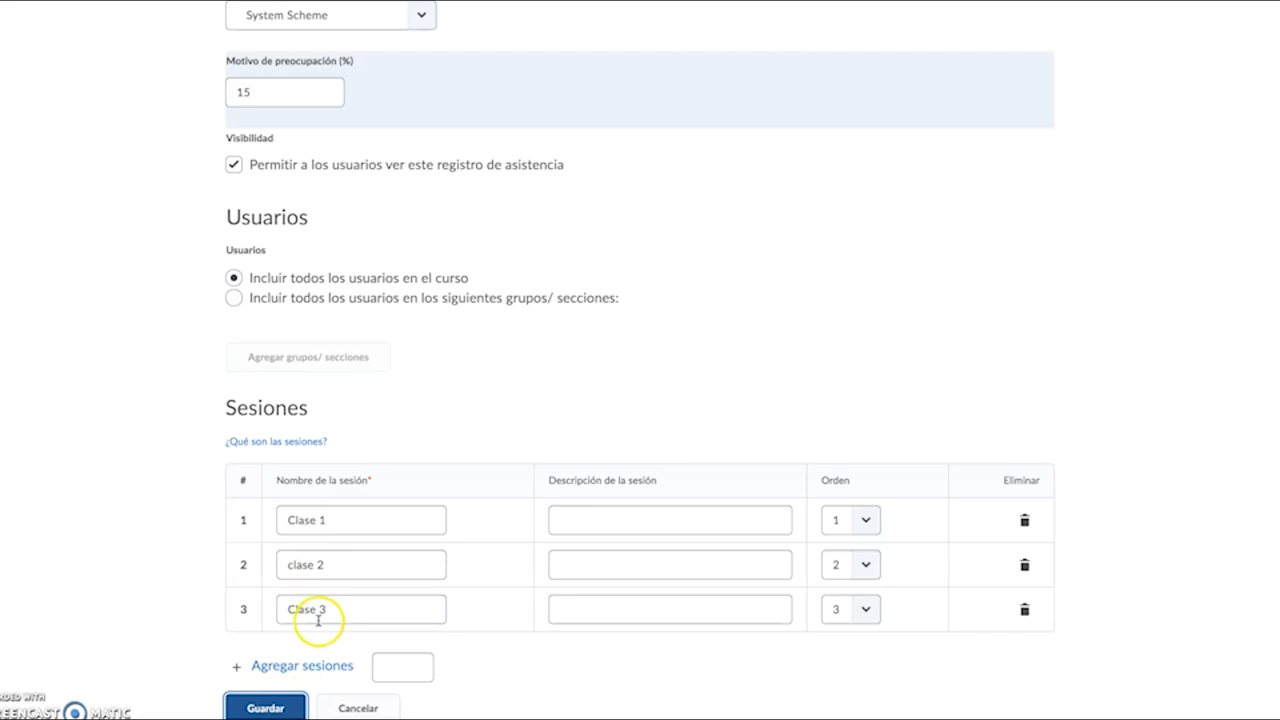 System Scheme
Motivo de preocupación (%)
15
Visibilidad
Permitir a los usuarios ver este registro de asistencia
Usuarios
Usuarios
Incluir todos los usuarios en el curso
Incluir todos los usuarios en los siguientes grupos/ secciones:
Agregar grupos/ secciones
Sesiones
¿Qué son las sesiones?
# Nombre de la sesión* Descripción de la sesión Orden Eliminar
1 Clase 1 1
2 clase 2 2
3 Clase 3 3
+ Agregar sesiones
Guardar Cancelar
RDED WITH
EENCAST MATIC